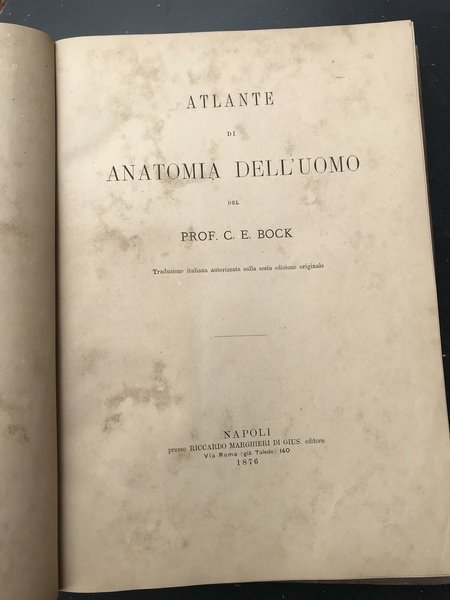 ATLANTE
DI
ANATOMIA DELL'UOMO
DEL
PROF. C. E. BOCK
Traduzione italiana autorizzata sulla sesta edizione originale
NAPOLI
presso RICCARDO MARGHIERI DI GIUS. editore
Via Roma (già Toledo) 140
1876